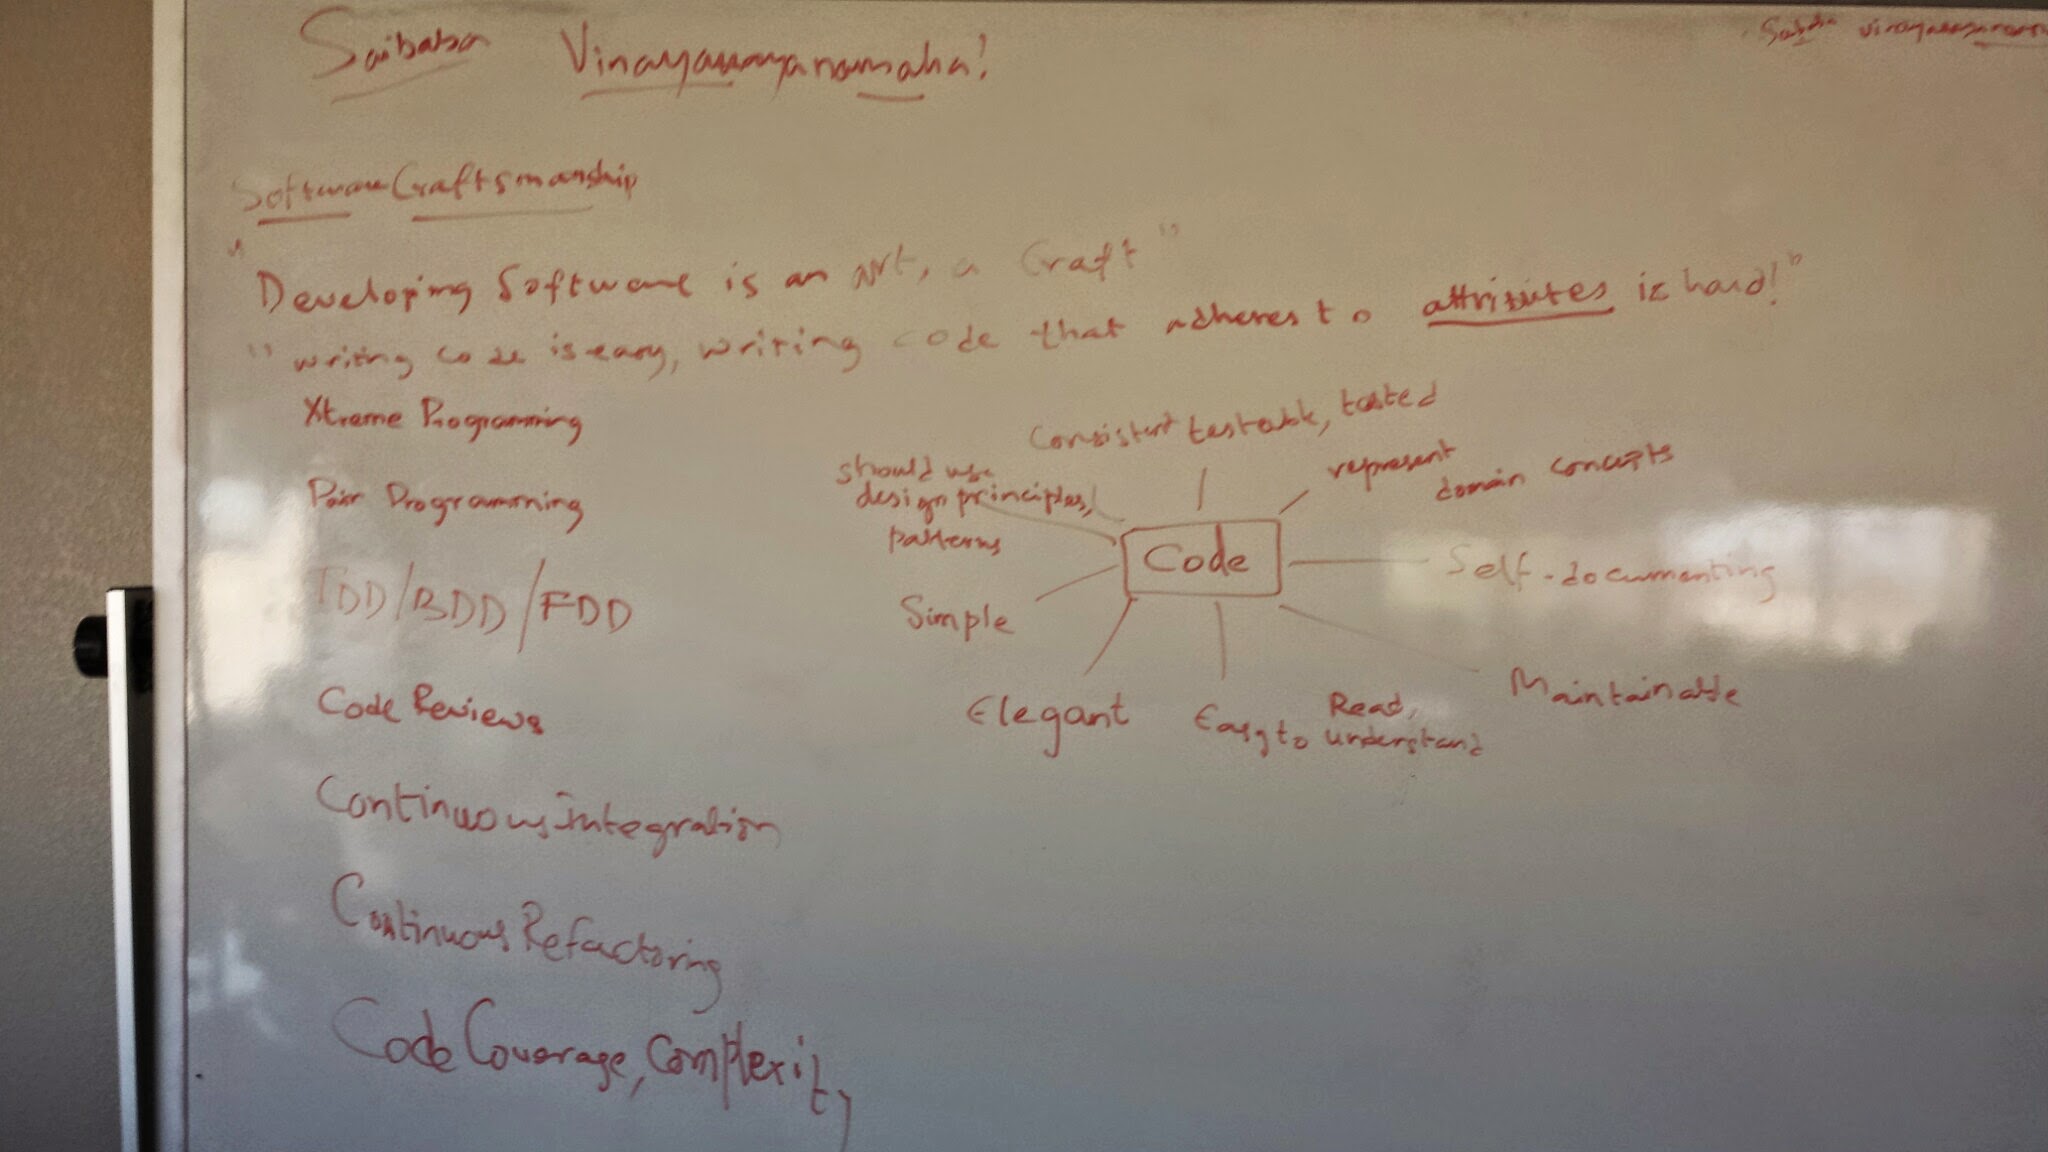 Saibaba Vinayakayanamaha!
Software Craftsmanship
"Developing Software is an Art, a Craft"
"writing code is easy, writing code that adheres to attributes is hard!"
Xtreme Programming
Pair Programming
TDD/BDD/FDD
Code Reviews
Continuous Integration
Continuous Refactoring
Code Coverage, Complexity
Consistent testable, tested
should use
design principles,
patterns
represent
domain concepts
Code
Self-documenting
Simple
Elegant
Easy to Read,
understand
Maintainable